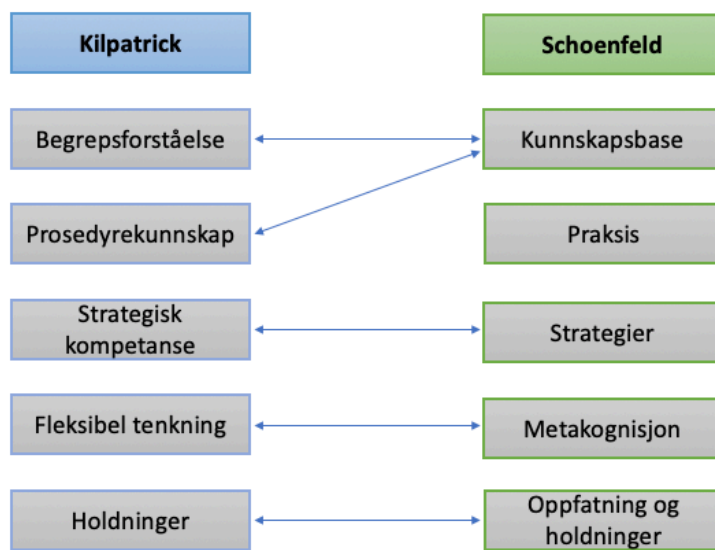 Kilpatrick
Schoenfeld
Begrepsforståelse
Kunnskapsbase
Prosedyrekunnskap
Praksis
Strategisk
kompetanse
Strategier
Fleksibel tenkning
Metakognisjon
Holdninger
Oppfatning og
holdninger